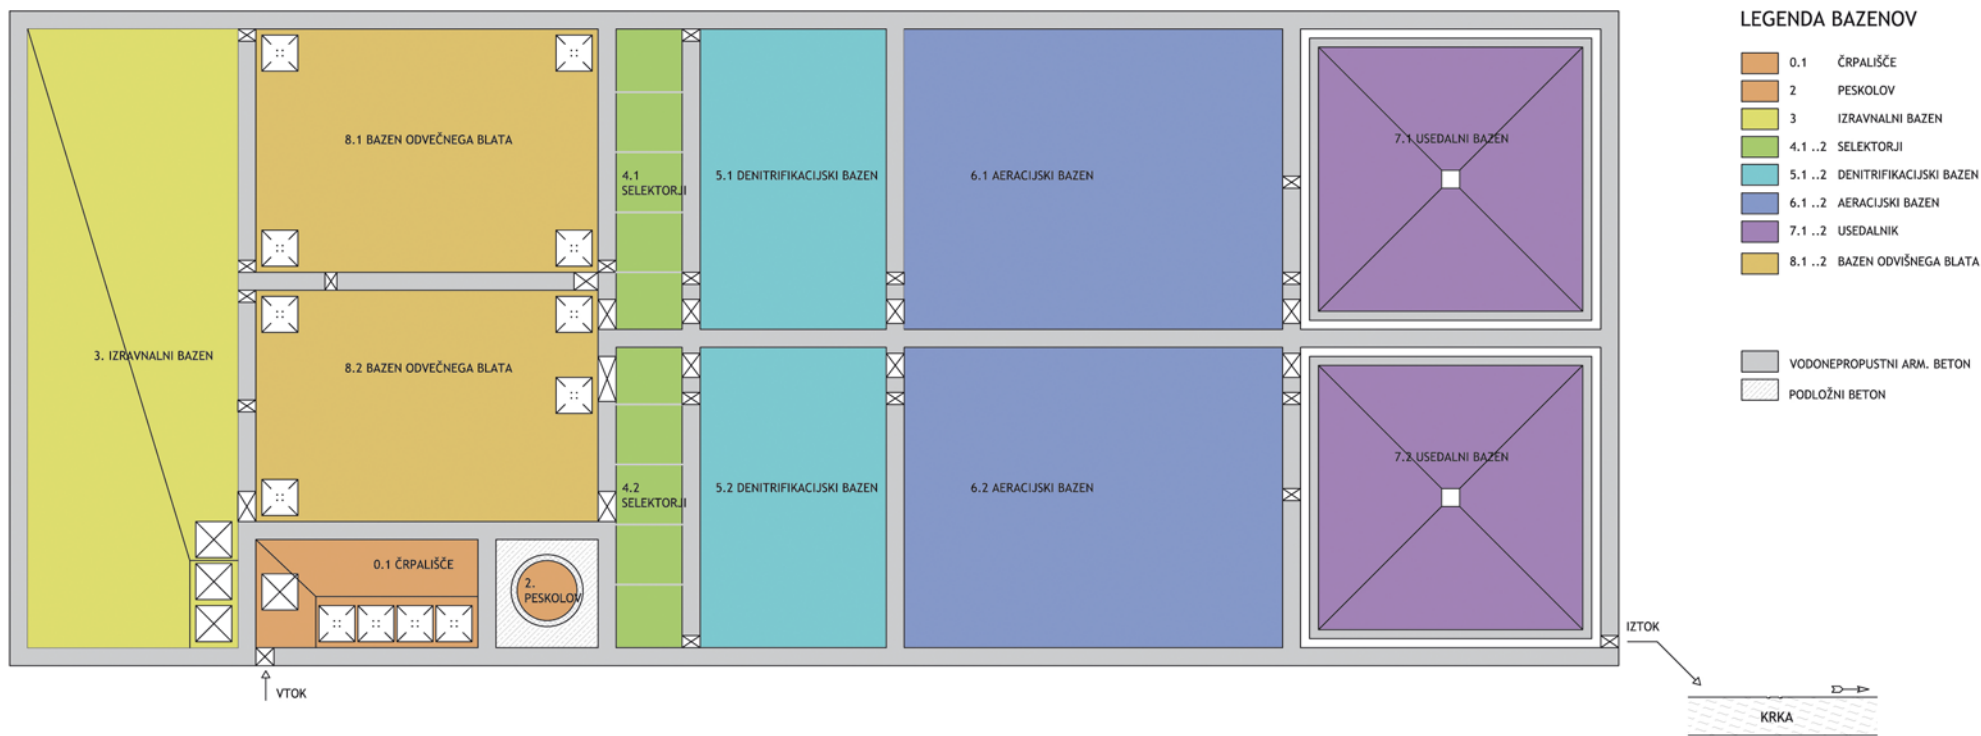 LEGENDA BAZENOV
0.1 ČRPALIŠČE
2 PESKOLOV
3 IZRAVNALNI BAZEN
4.1 ..2 SELEKTORJI
5.1 ..2 DENITRIFIKACIJSKI BAZEN
6.1 ..2 AERACIJSKI BAZEN
7.1 ..2 USEDALNIK
8.1 ..2 BAZEN ODVIŠNEGA BLATA
VODONEPROPUSTNI ARM. BETON
PODLOŽNI BETON
8.1 BAZEN ODVEČNEGA BLATA
7.1 USEDALNI BAZEN
4.1
SELEKTORJI
5.1 DENITRIFIKACIJSKI BAZEN
6.1 AERACIJSKI BAZEN
3. IZRAVNALNI BAZEN
8.2 BAZEN ODVEČNEGA BLATA
7.2 USEDALNI BAZEN
4.2
SELEKTORJI
5.2 DENITRIFIKACIJSKI BAZEN
6.2 AERACIJSKI BAZEN
0.1 ČRPALIŠČE
2.
PESKOLOV
IZTOK
VTOK
KRKA